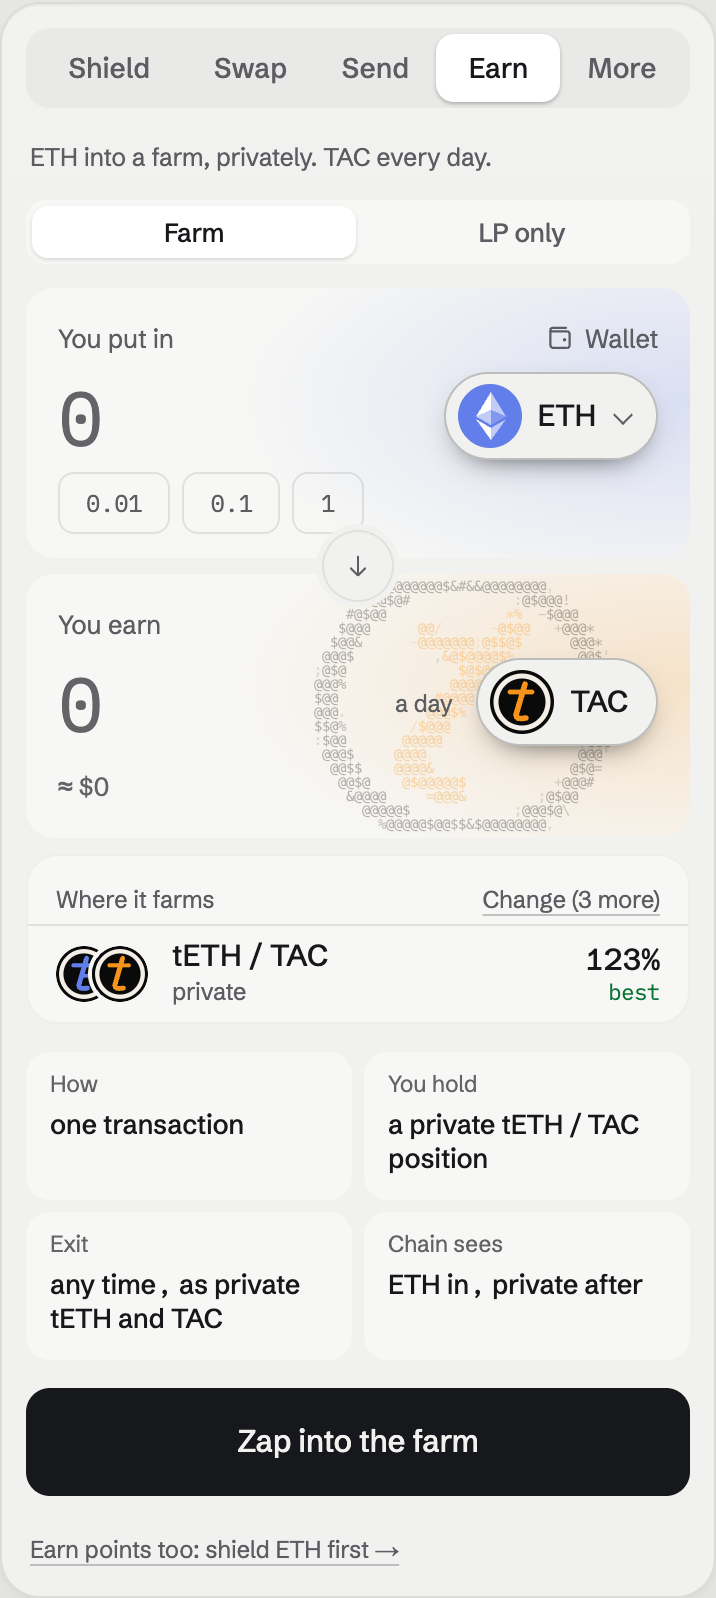 Shield Swap Send Earn More
ETH into a farm, privately. TAC every day.
Farm LP only
You put in Wallet
0 ETH
0.01 0.1 1
You earn
0 a day TAC
≈ $0
Where it farms Change (3 more)
tETH / TAC 123%
private best
How You hold
one transaction a private tETH / TAC
position
Exit Chain sees
any time, as private ETH in, private after
tETH and TAC
Zap into the farm
Earn points too: shield ETH first →